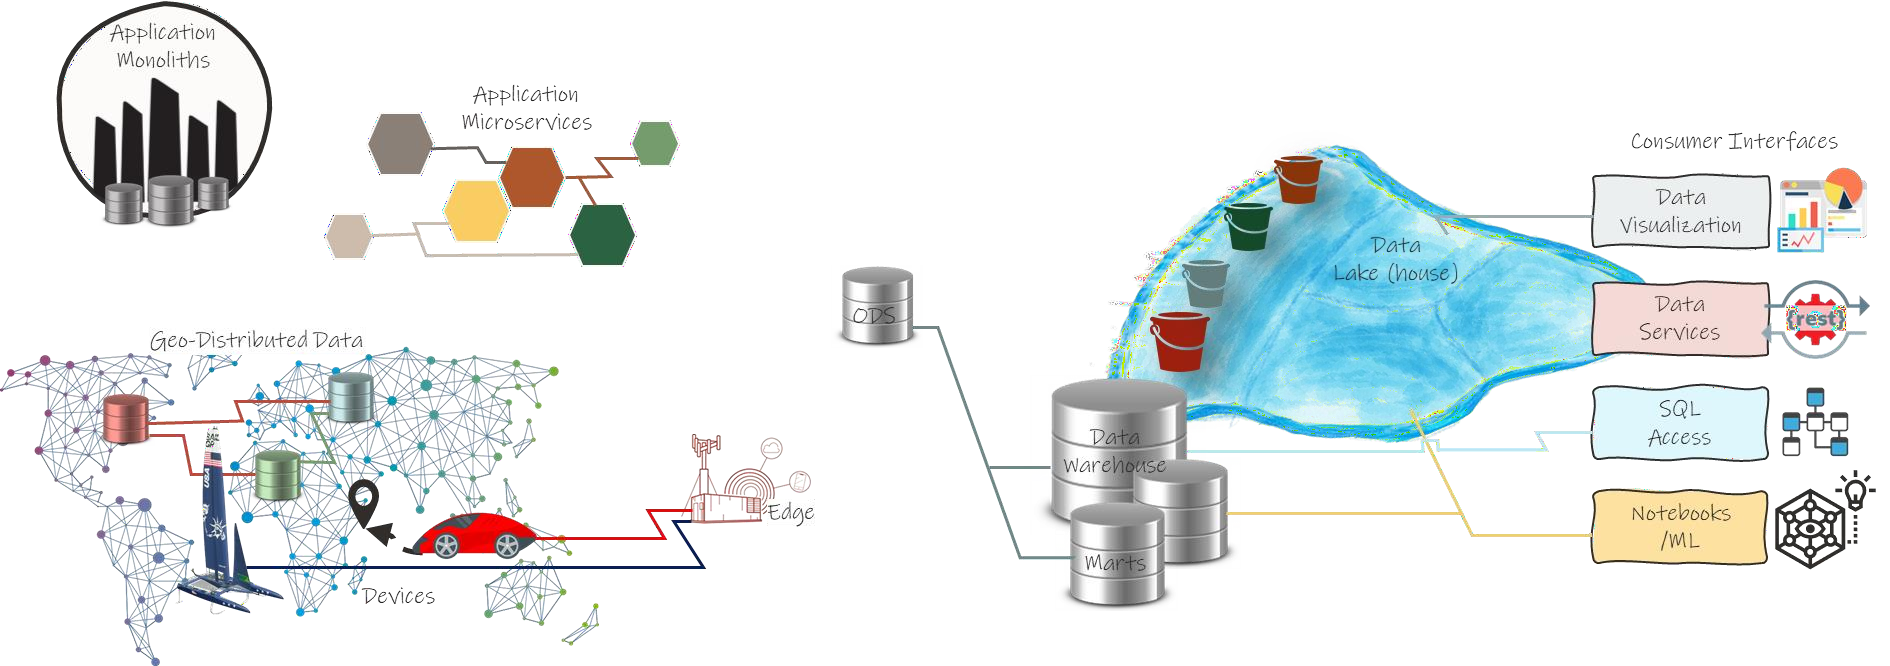 Application
Monoliths
Application
Microservices
Geo-Distributed Data
Edge
Devices
ODS
Data
Lake (house)
Data
Warehouse
Marts
Consumer Interfaces
Data
Visualization
Data
Services
{rest}
SQL
Access
Notebooks
/ML